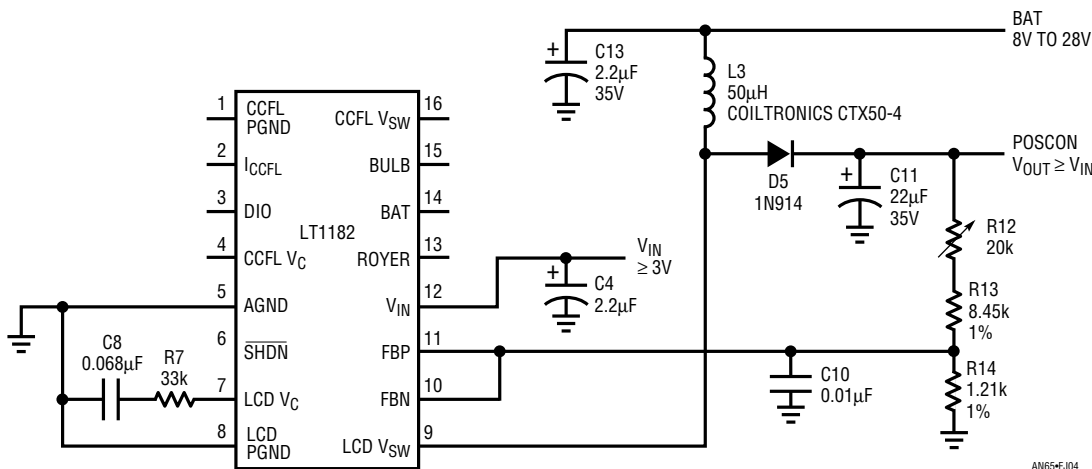 BAT
8V TO 28V
C13
2.2µF
35V
L3
50µH
COILTRONICS CTX50-4
POSCON
V_OUT ≥ V_IN
D5
1N914
C11
22µF
35V
R12
20k
R13
8.45k
1%
R14
1.21k
1%
C10
0.01µF
V_IN
≥ 3V
C4
2.2µF
LT1182
1 CCFL PGND
2 I_CCFL
3 DIO
4 CCFL V_C
5 AGND
6 SHDN
7 LCD V_C
8 LCD PGND
16 CCFL V_SW
15 BULB
14 BAT
13 ROYER
12 V_IN
11 FBP
10 FBN
9 LCD V_SW
C8
0.068µF
R7
33k
+
+
+
AN65•FJ04